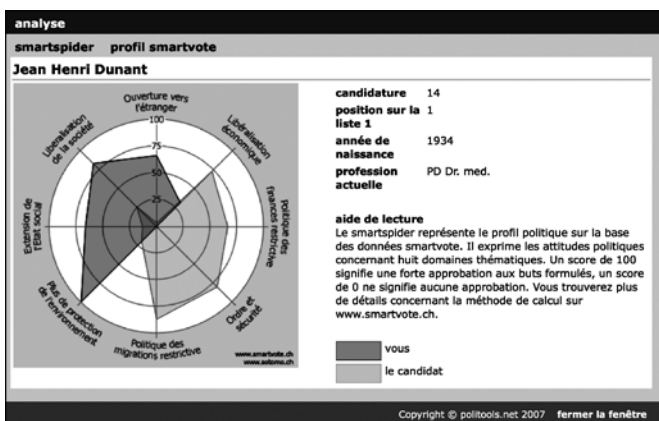 analyse
smartspider profil smartvote
Jean Henri Dunant
Ouverture vers
l'étranger
Libéralisation
économique
politique des
finances restrictive
Ordre et
sécurité
Politique des
migrations restrictive
Plus de protection
de l'environnement
Extension de
l'Etat social
Libéralisation
de la société
100
75
50
25
www.smartvote.ch
www.sotomo.ch
candidature 14
position sur la 1
liste 1
année de 1934
naissance
profession PD Dr. med.
actuelle
aide de lecture
Le smartspider représente le profil politique sur la base
des données smartvote. Il exprime les attitudes politiques
concernant huit domaines thématiques. Un score de 100
signifie une forte approbation aux buts formulés, un score
de 0 ne signifie aucune approbation. Vous trouverez plus
de détails concernant la méthode de calcul sur
www.smartvote.ch.
vous
le candidat
Copyright © politools.net 2007 fermer la fenêtre